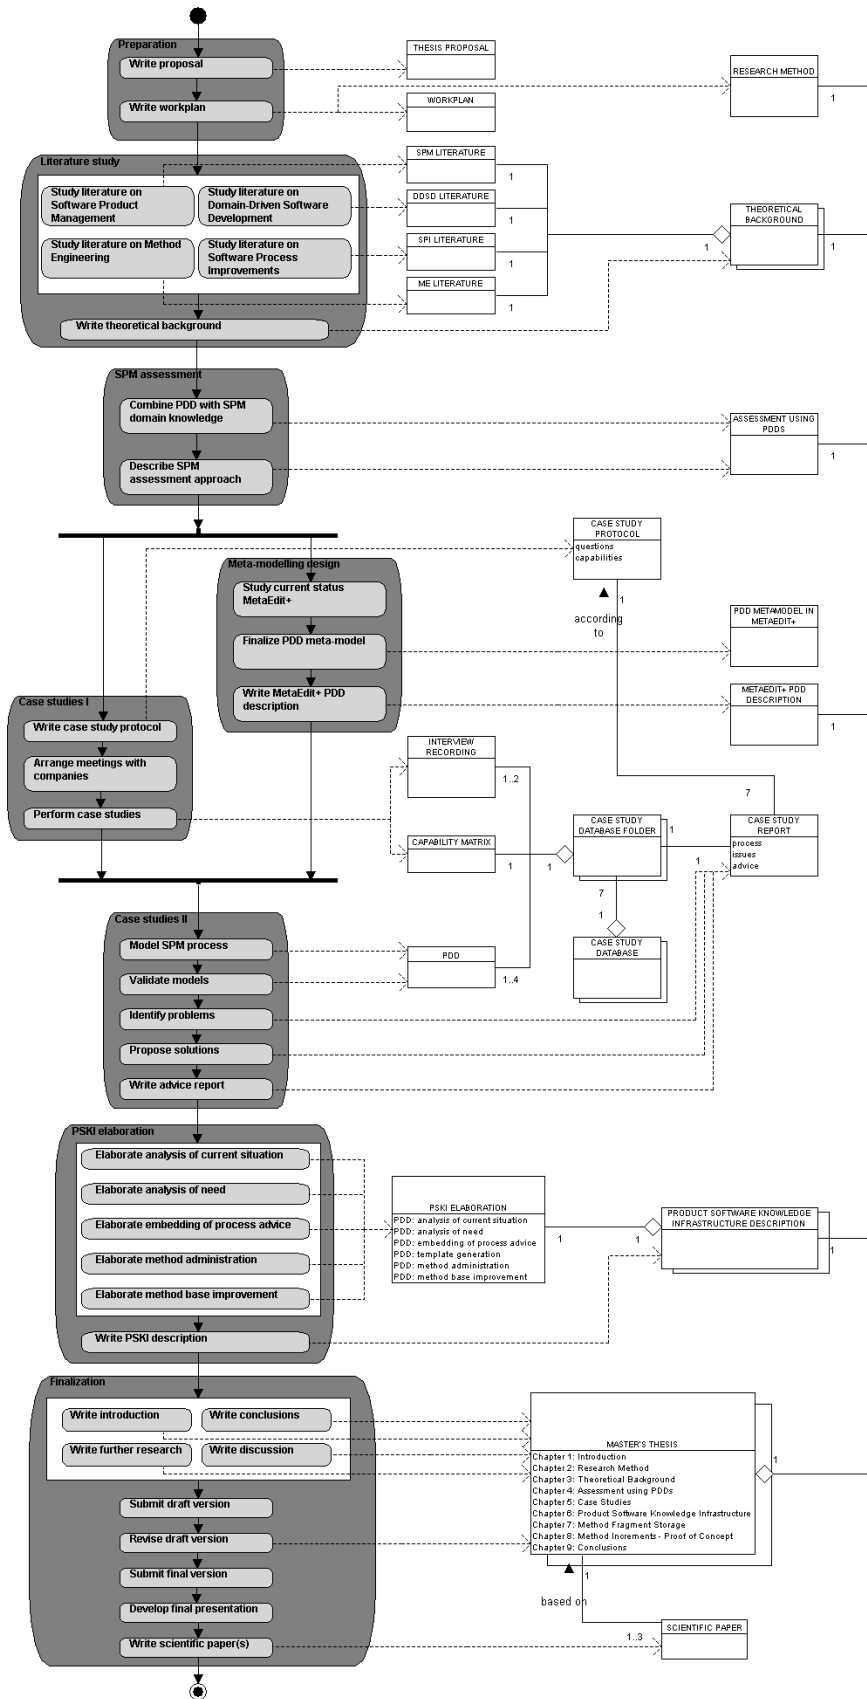 Preparation
Write proposal
Write workplan
THESIS PROPOSAL
WORKPLAN
RESEARCH METHOD
1
Literature study
Study literature on
Software Product
Management
Study literature on
Domain-Driven Software
Development
Study literature on Method
Engineering
Study literature on
Software Process
Improvements
Write theoretical background
SPM LITERATURE
1
DDSD LITERATURE
1
SPI LITERATURE
1
ME LITERATURE
1
1
THEORETICAL
BACKGROUND
1
SPM assessment
Combine PDD with SPM
domain knowledge
Describe SPM
assessment approach
ASSESSMENT USING
PDDS
1
CASE STUDY
PROTOCOL
questions
capabilities
1
according
to
Meta-modelling design
Study current status
MetaEdit+
Finalize PDD meta-model
Write MetaEdit+ PDD
description
PDD METAMODEL IN
METAEDIT+
METAEDIT+ PDD
DESCRIPTION
1
Case studies I
Write case study protocol
Arrange meetings with
companies
Perform case studies
INTERVIEW
RECORDING
1..2
CAPABILITY MATRIX
1
1
CASE STUDY
DATABASE FOLDER
1
7
1
7
CASE STUDY
REPORT
process
issues
advice
1
CASE STUDY
DATABASE
Case studies II
Model SPM process
Validate models
Identify problems
Propose solutions
Write advice report
PDD
1..4
PSKI elaboration
Elaborate analysis of current situation
Elaborate analysis of need
Elaborate embedding of process advice
Elaborate method administration
Elaborate method base improvement
Write PSKI description
PSKI ELABORATION
PDD: analysis of current situation
PDD: analysis of need
PDD: embedding of process advice
PDD: template generation
PDD: method administration
PDD: method base improvement
1
1
PRODUCT SOFTWARE KNOWLEDGE
INFRASTRUCTURE DESCRIPTION
1
Finalization
Write introduction
Write conclusions
Write further research
Write discussion
Submit draft version
Revise draft version
Submit final version
Develop final presentation
Write scientific paper(s)
MASTER'S THESIS
Chapter 1: Introduction
Chapter 2: Research Method
Chapter 3: Theoretical Background
Chapter 4: Assessment using PDDs
Chapter 5: Case Studies
Chapter 6: Product Software Knowledge Infrastructure
Chapter 7: Method Fragment Storage
Chapter 8: Method Increments - Proof of Concept
Chapter 9: Conclusions
1
1
based on
1..3
SCIENTIFIC PAPER